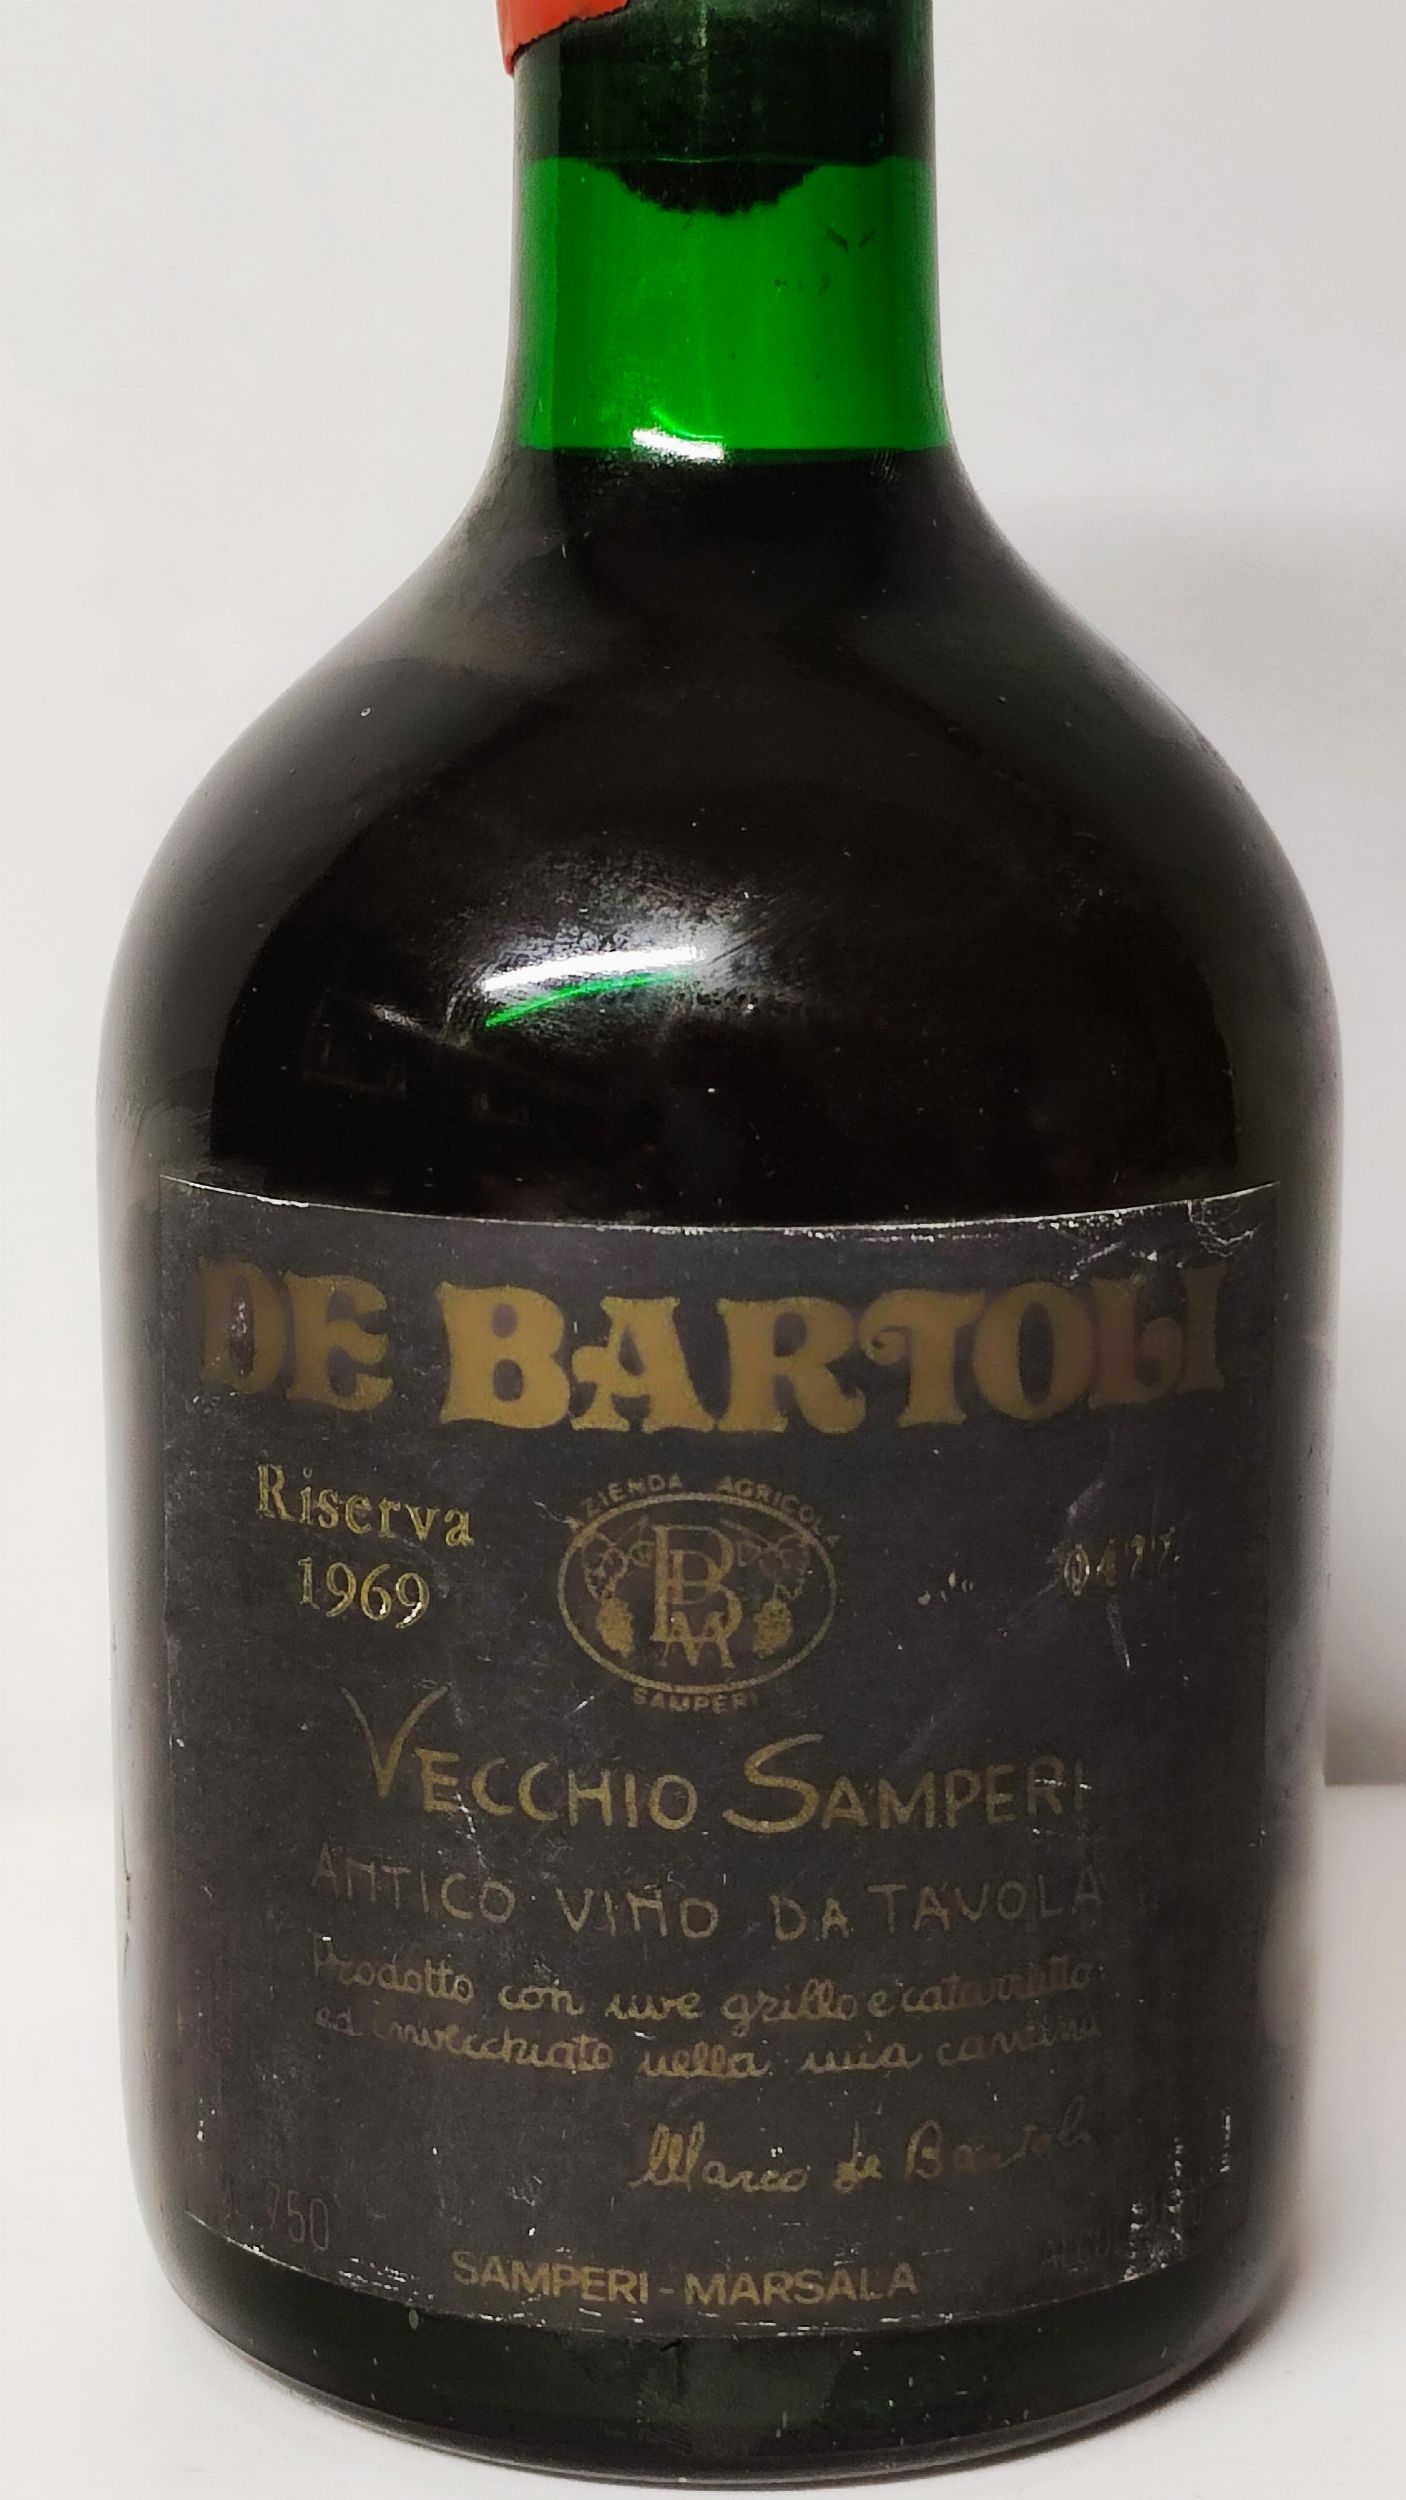 DE BARTOLI
Riserva
1969
AZIENDA AGRICOLA
BDM
SAMPERI
VECCHIO SAMPERI
ANTICO VINO DA TAVOLA
Prodotto con uve grillo e catarratto
ed invecchiato nella mia cantina
Marco de Bartoli
750
SAMPERI - MARSALA